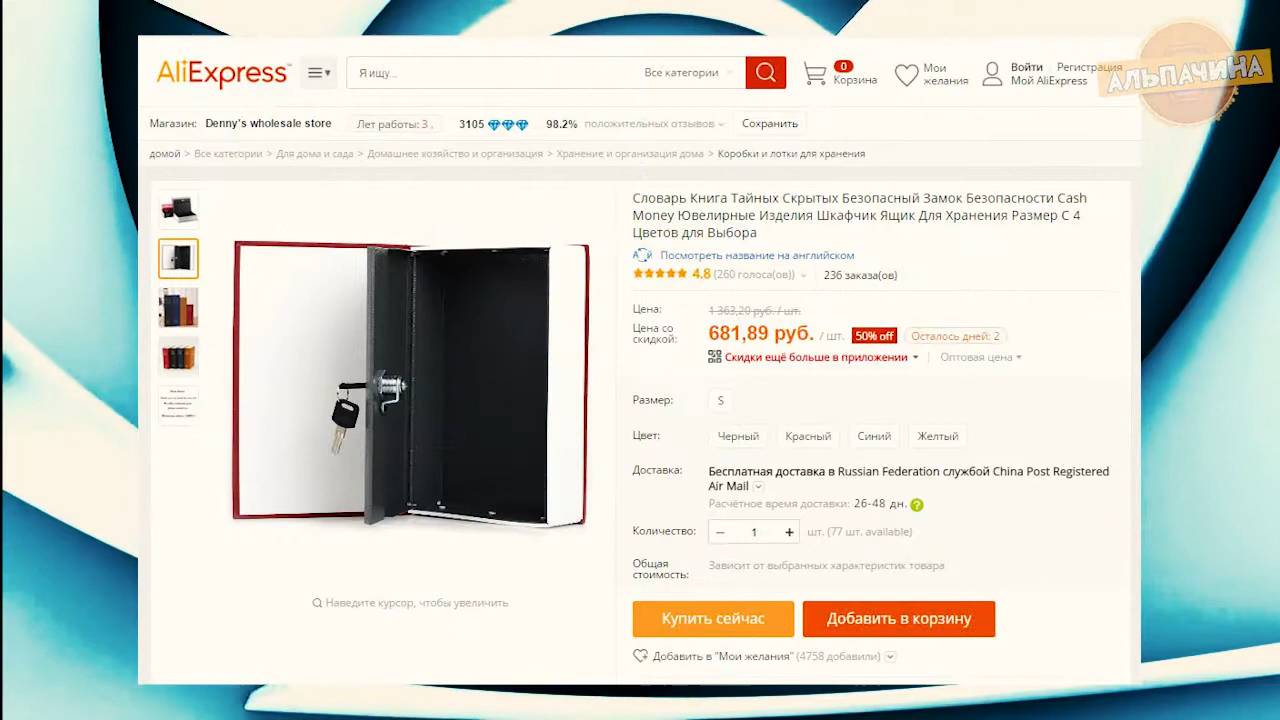 АЛЬПАЧИНА
AliExpress™
Я ищу...
Все категории
0
Корзина
Мои желания
Войти
Регистрация
Мой AliExpress
Магазин: Denny's wholesale store
Лет работы: 3 .
3105
98.2% положительных отзывов
Сохранить
домой > Все категории > Для дома и сада > Домашнее хозяйство и организация > Хранение и организация дома > Коробки и лотки для хранения
Словарь Книга Тайных Скрытых Безопасный Замок Безопасности Cash
Money Ювелирные Изделия Шкафчик Ящик Для Хранения Размер С 4
Цветов для Выбора
Посмотреть название на английском
4.8 (260 голоса(ов)) 236 заказа(ов)
Цена: 1 363,20 руб. / шт.
Цена со
скидкой: 681,89 руб. / шт. 50% off Осталось дней: 2
Скидки ещё больше в приложении Оптовая цена
Размер: S
Цвет: Черный Красный Синий Желтый
Доставка: Бесплатная доставка в Russian Federation службой China Post Registered
Air Mail
Расчётное время доставки: 26-48 дн. ?
Количество: – 1 + шт. (77 шт. available)
Общая
стоимость: Зависит от выбранных характеристик товара
Наведите курсор, чтобы увеличить
Купить сейчас Добавить в корзину
Добавить в "Мои желания" (4758 добавили)